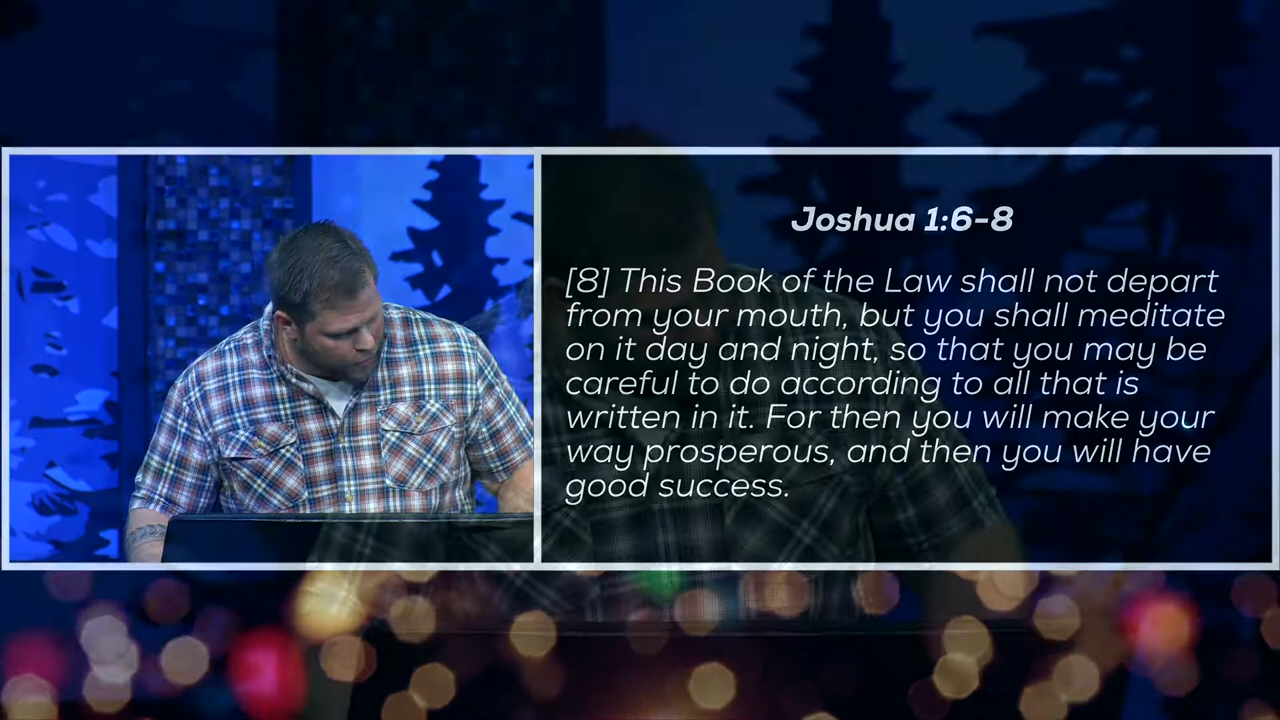 Joshua 1:6-8
[8] This Book of the Law shall not depart
from your mouth, but you shall meditate
on it day and night, so that you may be
careful to do according to all that is
written in it. For then you will make your
way prosperous, and then you will have
good success.